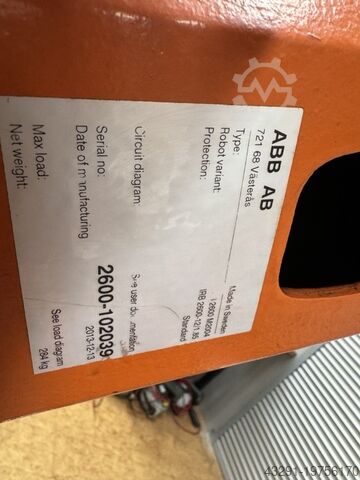 ABB AB
721 68 Västerås
Made in Sweden
Type:
Robot variant: IRB 2600-12/1.85
Protection: Standard
Circuit diagram: See user documentation
Serial no: 2600-102039
Date of manufacturing 2013-12-13
Max load: See load diagram
Net weight: 284 kg
43291-19756170